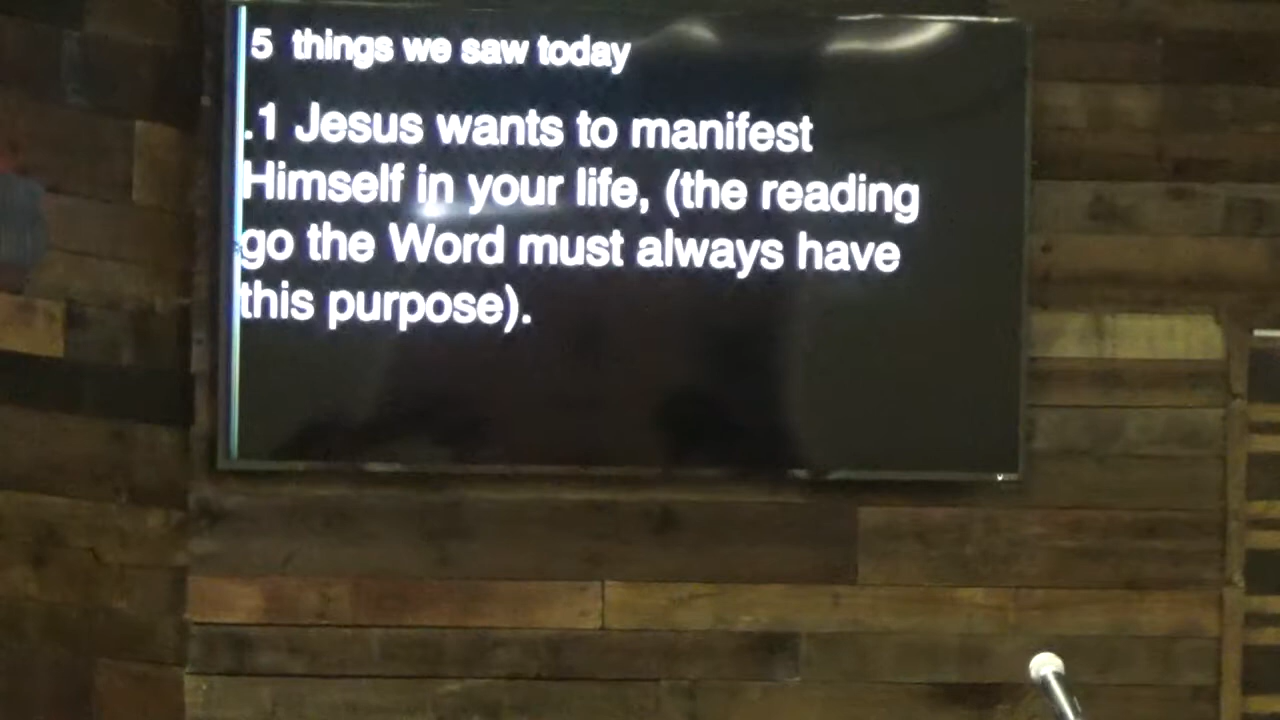 5 things we saw today
.1 Jesus wants to manifest
Himself in your life, (the reading
go the Word must always have
this purpose).